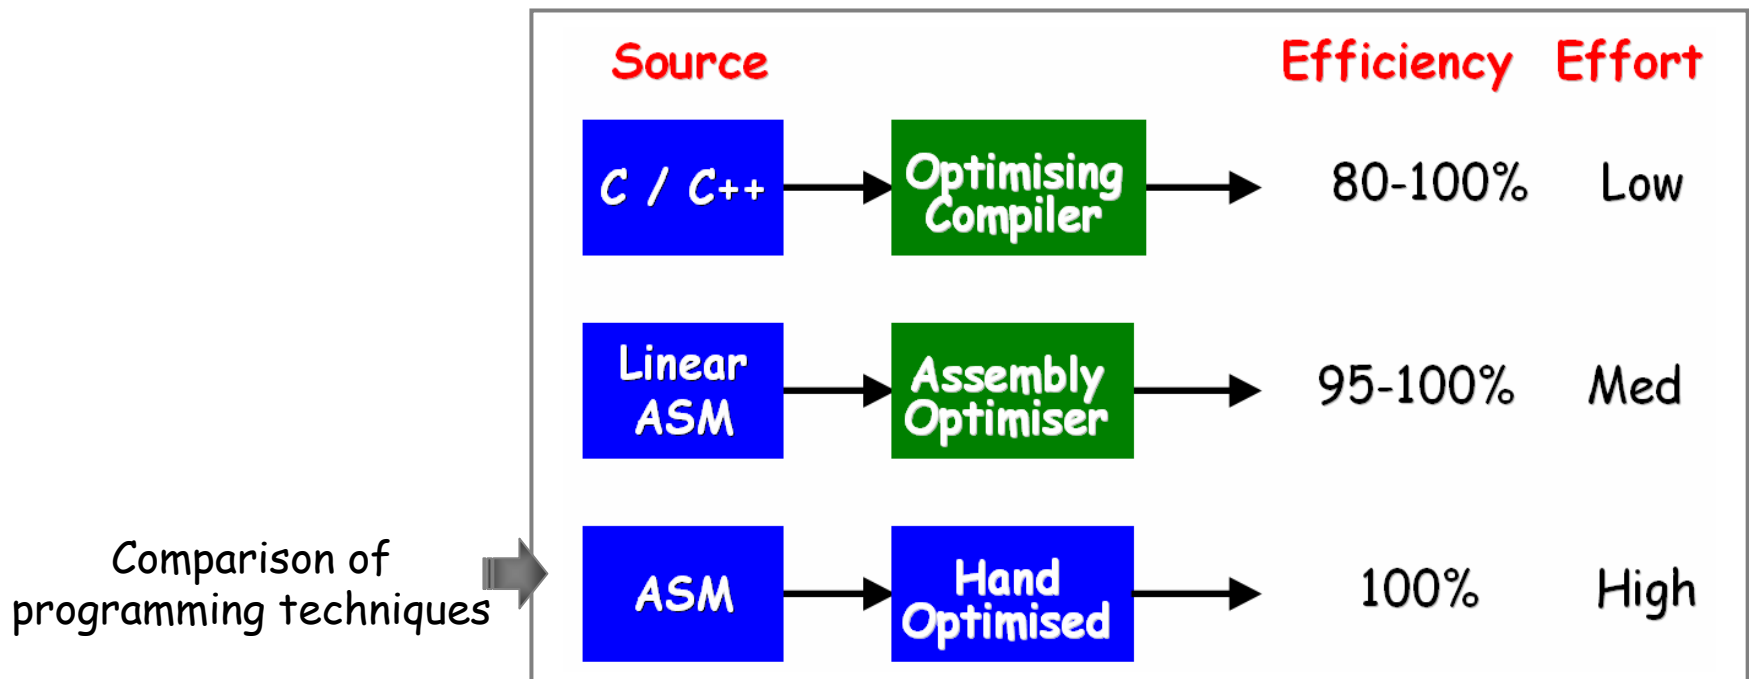 Source Efficiency Effort
C / C++
Optimising
Compiler
80-100% Low
Linear
ASM
Assembly
Optimiser
95-100% Med
Comparison of
programming techniques
ASM
Hand
Optimised
100% High